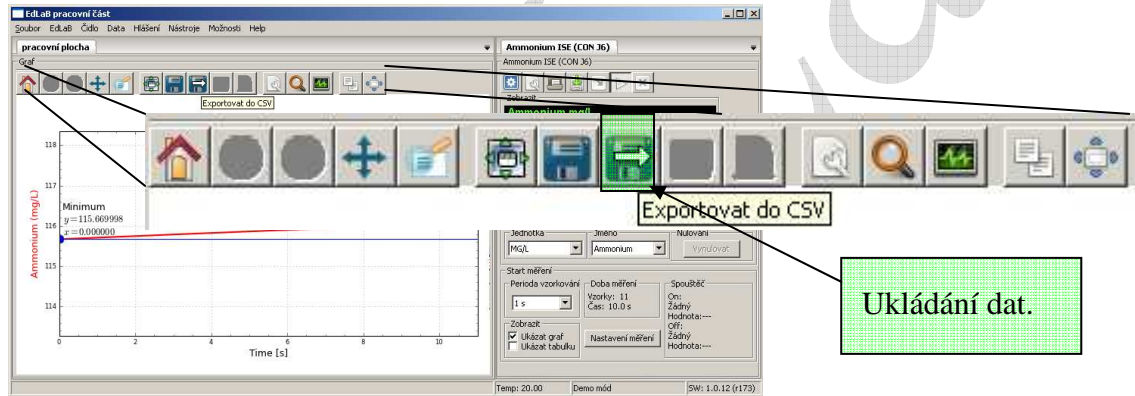 EdLaB pracovní část
Soubor EdLaB Čidlo Data Hlášení Nástroje Možnosti Help
pracovní plocha
Graf
Exportovat do CSV
Ammonium ISE (CON J6)
Ammonium ISE (CON J6)
Zobrazit
Ammonium mg/l
Exportovat do CSV
118
117
116
115
114
Ammonium (mg/L)
Minimum
y=115.669998
x=0.000000
0 2 4 6 8 10
Time [s]
Jednotka Jméno Nulování
MG/L Ammonium Vynulovat
Start měření
Perioda vzorkování Doba měření Spouštěč
1 s
Vzorky: 11
Čas: 10.0 s
On:
Žádný
Hodnota:---
Off:
Žádný
Hodnota:---
Zobrazit
Ukázat graf
Ukázat tabulku
Nastavení měření
Ukládání dat.
Temp: 20.00 Demo mód SW: 1.0.12 (r173)